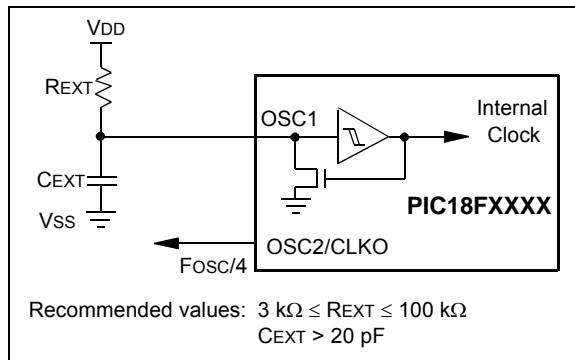 VDD
REXT
OSC1
Internal
Clock
CEXT
PIC18FXXXX
VSS
OSC2/CLKO
FOSC/4
Recommended values: 3 kΩ ≤ REXT ≤ 100 kΩ
CEXT > 20 pF